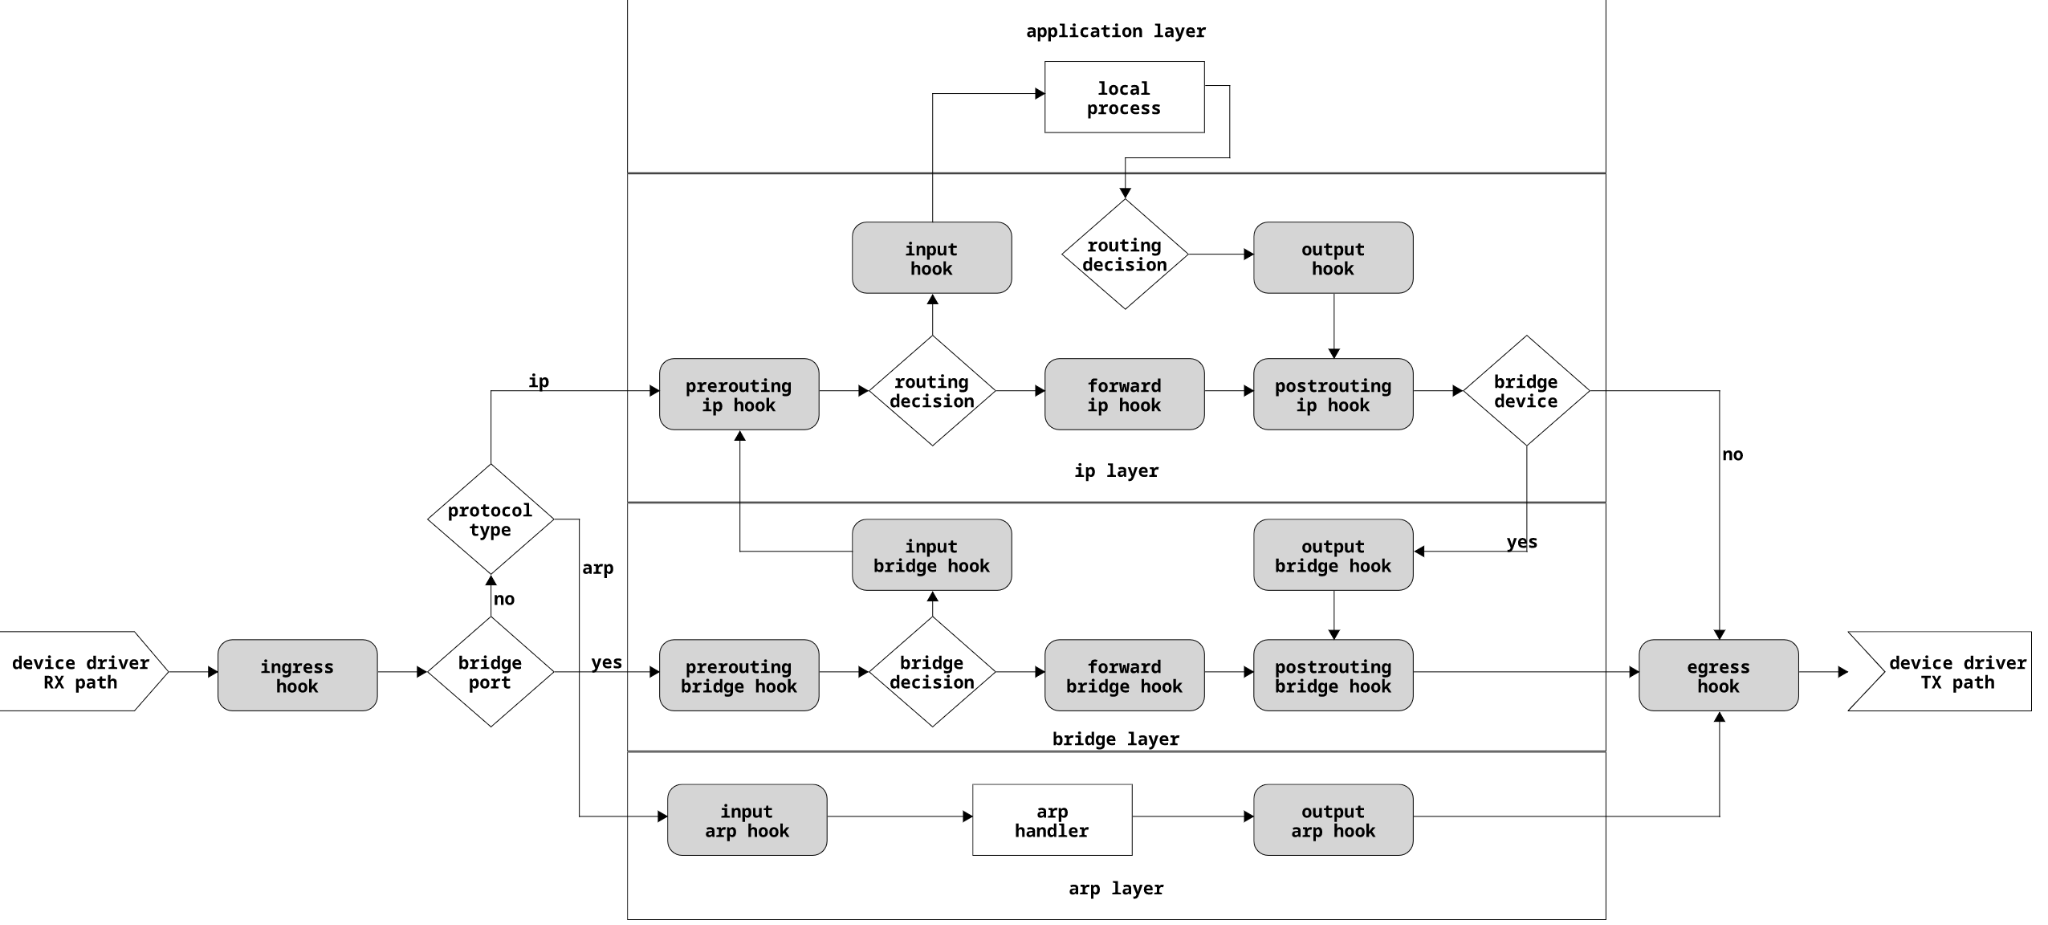 application layer
local
process
input
hook
routing
decision
output
hook
ip
prerouting
ip hook
routing
decision
forward
ip hook
postrouting
ip hook
bridge
device
no
ip layer
protocol
type
arp
no
input
bridge hook
output
bridge hook
yes
device driver
RX path
ingress
hook
bridge
port
yes
prerouting
bridge hook
bridge
decision
forward
bridge hook
postrouting
bridge hook
egress
hook
device driver
TX path
bridge layer
input
arp hook
arp
handler
output
arp hook
arp layer